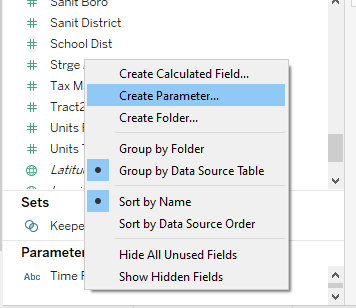 Sanit Boro
Sanit District
School Dist
Strge
Tax M
Tract2
Units
Units
Latitu
Sets
Keepe
Parameter
Abc Time F
Create Calculated Field...
Create Parameter...
Create Folder...
Group by Folder
Group by Data Source Table
Sort by Name
Sort by Data Source Order
Hide All Unused Fields
Show Hidden Fields